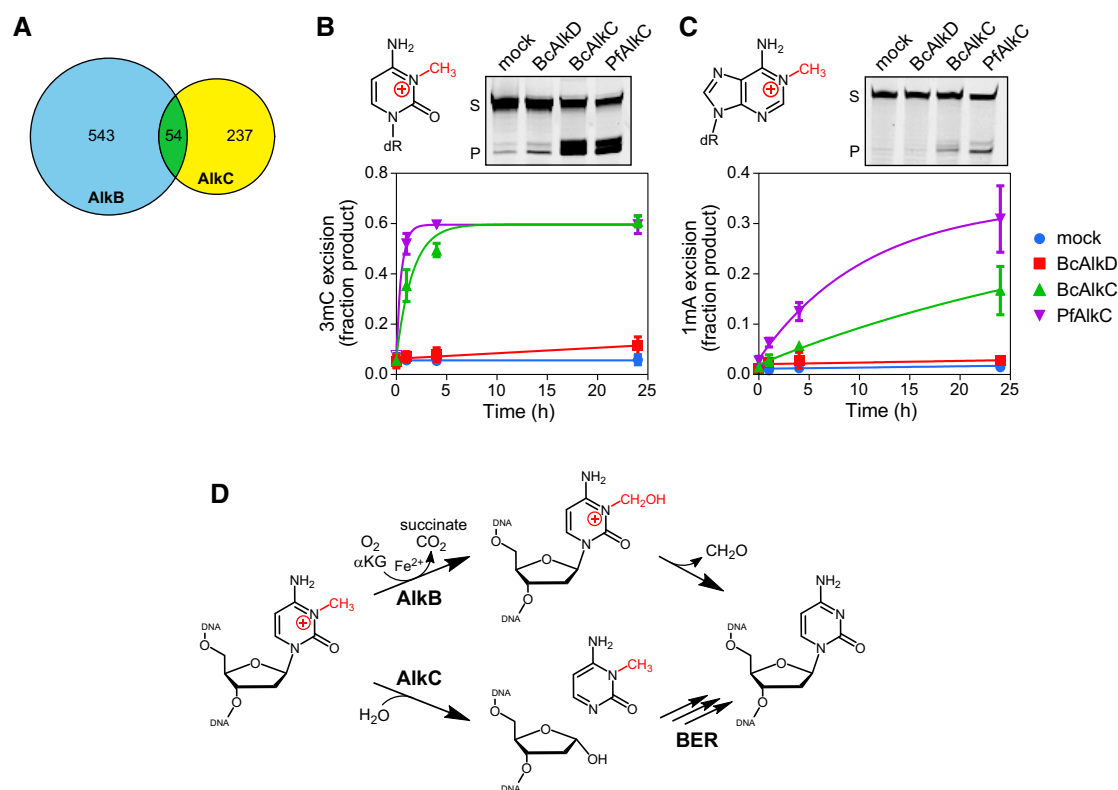 A
543
54
237
AlkB
AlkC
B
NH2
N
CH3
⊕
N
O
dR
mock
BcAlkD
BcAlkC
PfAlkC
S
P
3mC excision
(fraction product)
0.8
0.6
0.4
0.2
0.0
0
5
10
15
20
25
Time (h)
C
NH2
N
N
CH3
⊕
N
N
dR
mock
BcAlkD
BcAlkC
PfAlkC
S
P
1mA excision
(fraction product)
0.4
0.3
0.2
0.1
0.0
0
5
10
15
20
25
Time (h)
mock
BcAlkD
BcAlkC
PfAlkC
D
NH2
N
CH3
⊕
N
O
DNA
O
O
O
DNA
O2
αKG
Fe2+
succinate
CO2
AlkB
NH2
N
CH2OH
⊕
N
O
DNA
O
O
O
DNA
CH2O
AlkC
H2O
NH2
N
CH3
N
O
DNA
O
O
OH
O
DNA
BER
NH2
N
N
O
DNA
O
O
O
DNA